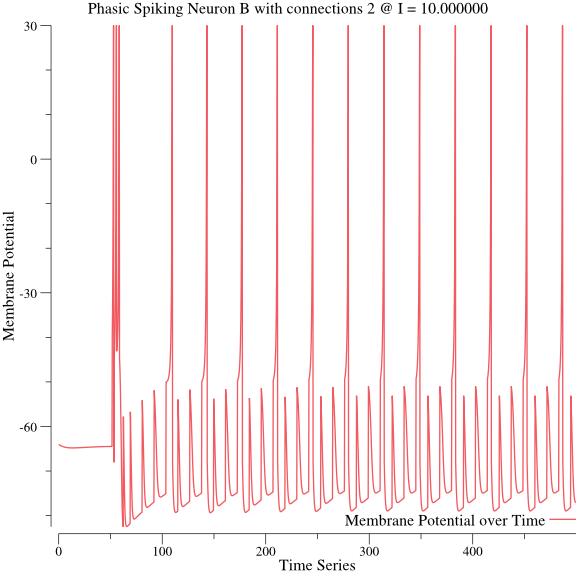 Phasic Spiking Neuron B with connections 2 @ I = 10.000000
30
0
-30
-60
Membrane Potential
Membrane Potential over Time
0 100 200 300 400
Time Series